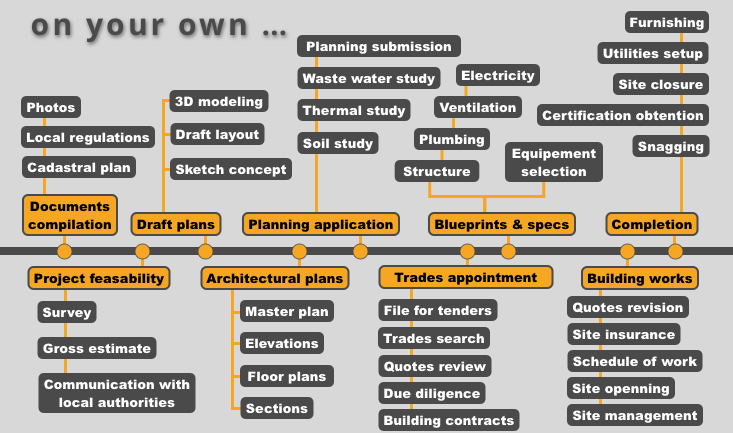 on your own ...
Photos
Local regulations
Cadastral plan
Documents
compilation
3D modeling
Draft layout
Sketch concept
Draft plans
Planning submission
Waste water study
Thermal study
Soil study
Planning application
Electricity
Ventilation
Plumbing
Structure
Equipement
selection
Blueprints & specs
Furnishing
Utilities setup
Site closure
Certification obtention
Snagging
Completion
Project feasability
Survey
Gross estimate
Communication with
local authorities
Architectural plans
Master plan
Elevations
Floor plans
Sections
Trades appointment
File for tenders
Trades search
Quotes review
Due diligence
Building contracts
Building works
Quotes revision
Site insurance
Schedule of work
Site openning
Site management